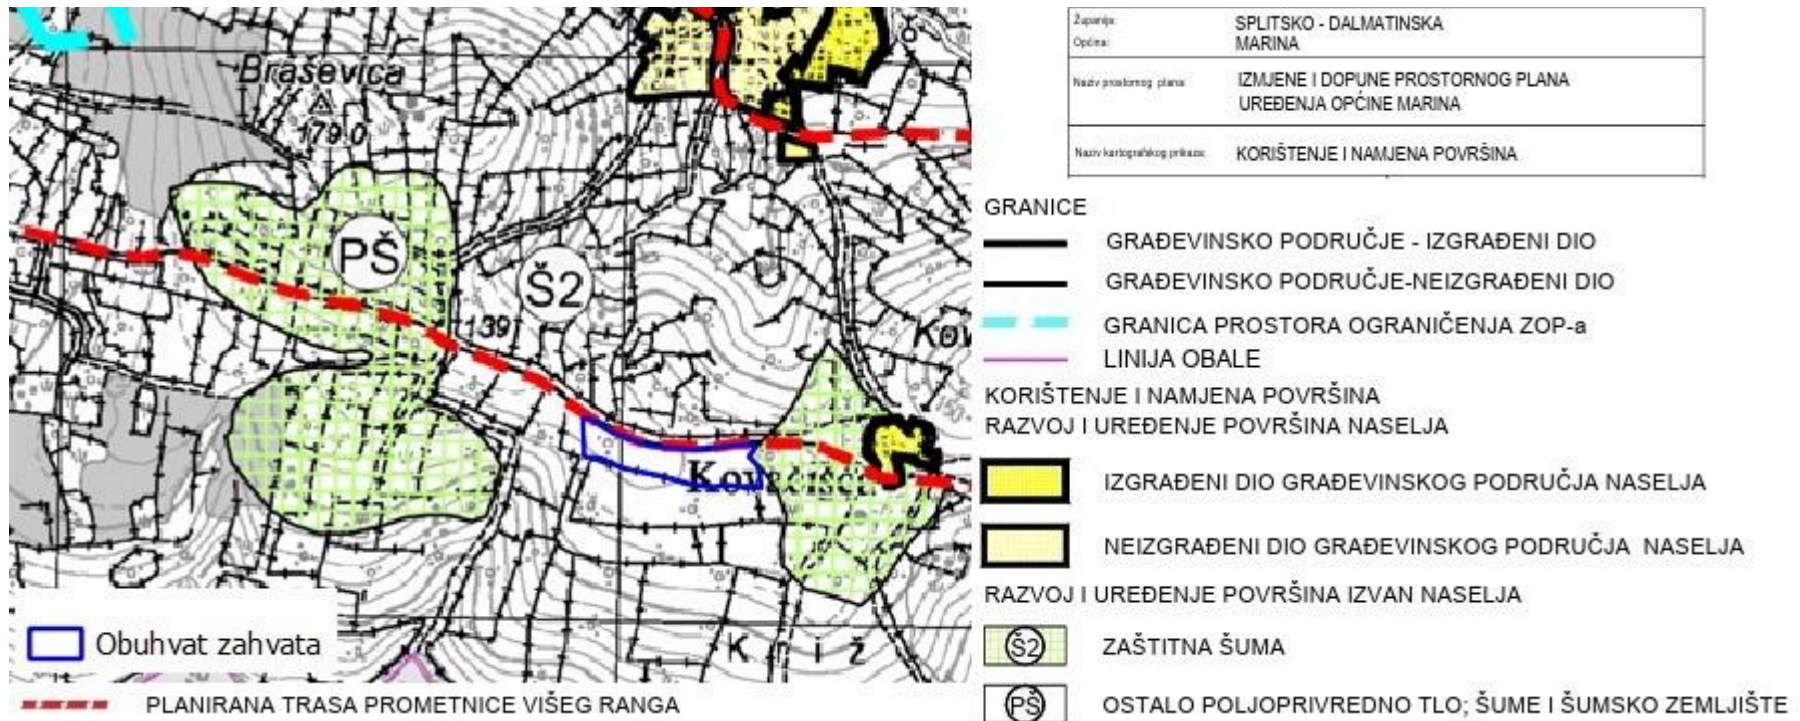 Braševica
179.0
PŠ
Š2
139
Kov
150
K r i ž
Obuhvat zahvata
PLANIRANA TRASA PROMETNICE VIŠEG RANGA
Županija: SPLITSKO - DALMATINSKA
Općina: MARINA
Naziv prostornog plana: IZMJENE I DOPUNE PROSTORNOG PLANA
UREĐENJA OPĆINE MARINA
Naziv kartografskog prikaza: KORIŠTENJE I NAMJENA POVRŠINA
GRANICE
GRAĐEVINSKO PODRUČJE - IZGRAĐENI DIO
GRAĐEVINSKO PODRUČJE-NEIZGRAĐENI DIO
GRANICA PROSTORA OGRANIČENJA ZOP-a
LINIJA OBALE
KORIŠTENJE I NAMJENA POVRŠINA
RAZVOJ I UREĐENJE POVRŠINA NASELJA
IZGRAĐENI DIO GRAĐEVINSKOG PODRUČJA NASELJA
NEIZGRAĐENI DIO GRAĐEVINSKOG PODRUČJA NASELJA
RAZVOJ I UREĐENJE POVRŠINA IZVAN NASELJA
Š2 ZAŠTITNA ŠUMA
PŠ OSTALO POLJOPRIVREDNO TLO; ŠUME I ŠUMSKO ZEMLJIŠTE